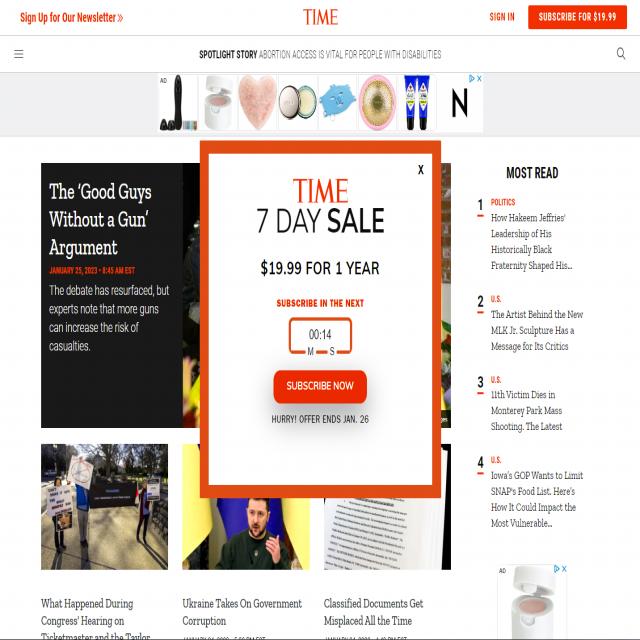 Sign Up for Our Newsletter »
TIME
SIGN IN
SUBSCRIBE FOR $19.99
SPOTLIGHT STORY ABORTION ACCESS IS VITAL FOR PEOPLE WITH DISABILITIES
AD
N
X
The 'Good Guys
Without a Gun'
Argument
JANUARY 25, 2023 • 8:45 AM EST
The debate has resurfaced, but
experts note that more guns
can increase the risk of
casualties.
X
TIME
7 DAY SALE
$19.99 FOR 1 YEAR
SUBSCRIBE IN THE NEXT
00:14
M S
SUBSCRIBE NOW
HURRY! OFFER ENDS JAN. 26
MOST READ
1
POLITICS
How Hakeem Jeffries'
Leadership of His
Historically Black
Fraternity Shaped His...
2
U.S.
The Artist Behind the New
MLK Jr. Sculpture Has a
Message for Its Critics
3
U.S.
11th Victim Dies in
Monterey Park Mass
Shooting. The Latest
4
U.S.
Iowa's GOP Wants to Limit
SNAP's Food List. Here's
How It Could Impact the
Most Vulnerable...
AD
X
What Happened During
Congress' Hearing on
Ticketmaster and the Taylor
Ukraine Takes On Government
Corruption
Classified Documents Get
Misplaced All the Time